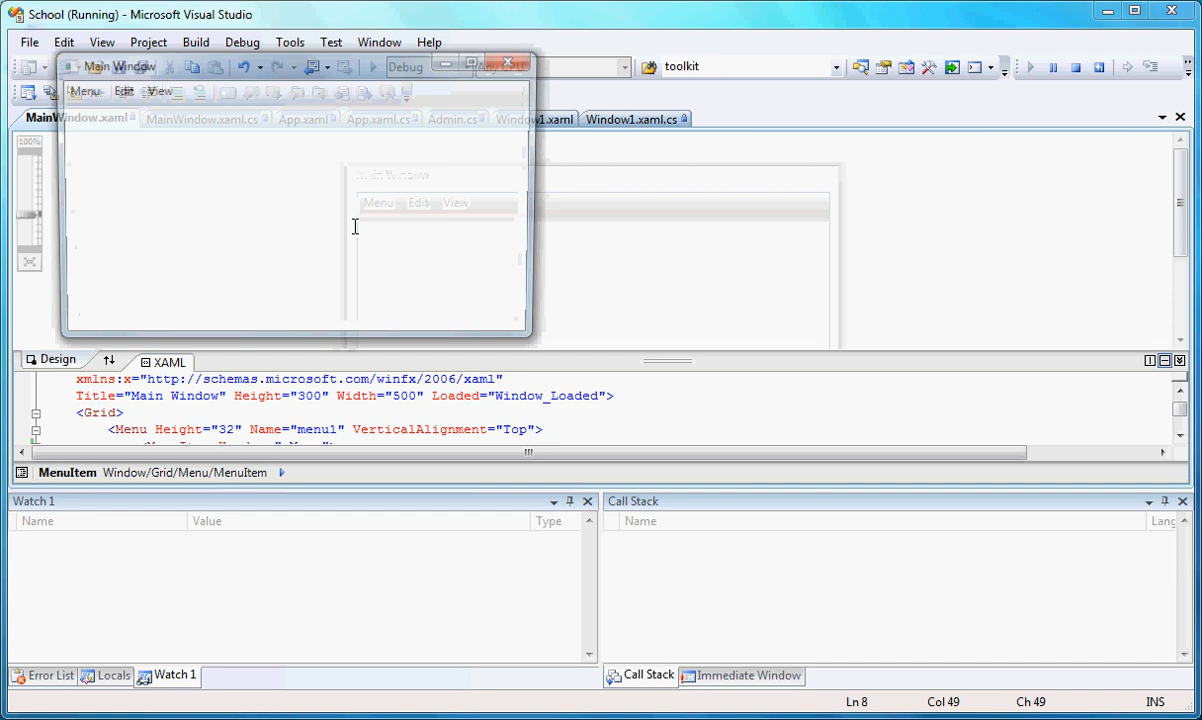 School (Running) - Microsoft Visual Studio
File Edit View Project Build Debug Tools Test Window Help
Main Window
Debug
toolkit
Menu Edit View
MainWindow.xaml MainWindow.xaml.cs App.xaml App.xaml.cs Admin.cs Window1.xaml Window1.xaml.cs
100%
Main Window
Menu Edit View
Design XAML
xmlns:x="http://schemas.microsoft.com/winfx/2006/xaml"
Title="Main Window" Height="300" Width="500" Loaded="Window_Loaded">
<Grid>
<Menu Height="32" Name="menu1" VerticalAlignment="Top">
MenuItem Window/Grid/Menu/MenuItem
Watch 1 Call Stack
Name Value Type Name Lang
Error List Locals Watch 1 Call Stack Immediate Window
Ln 8 Col 49 Ch 49 INS